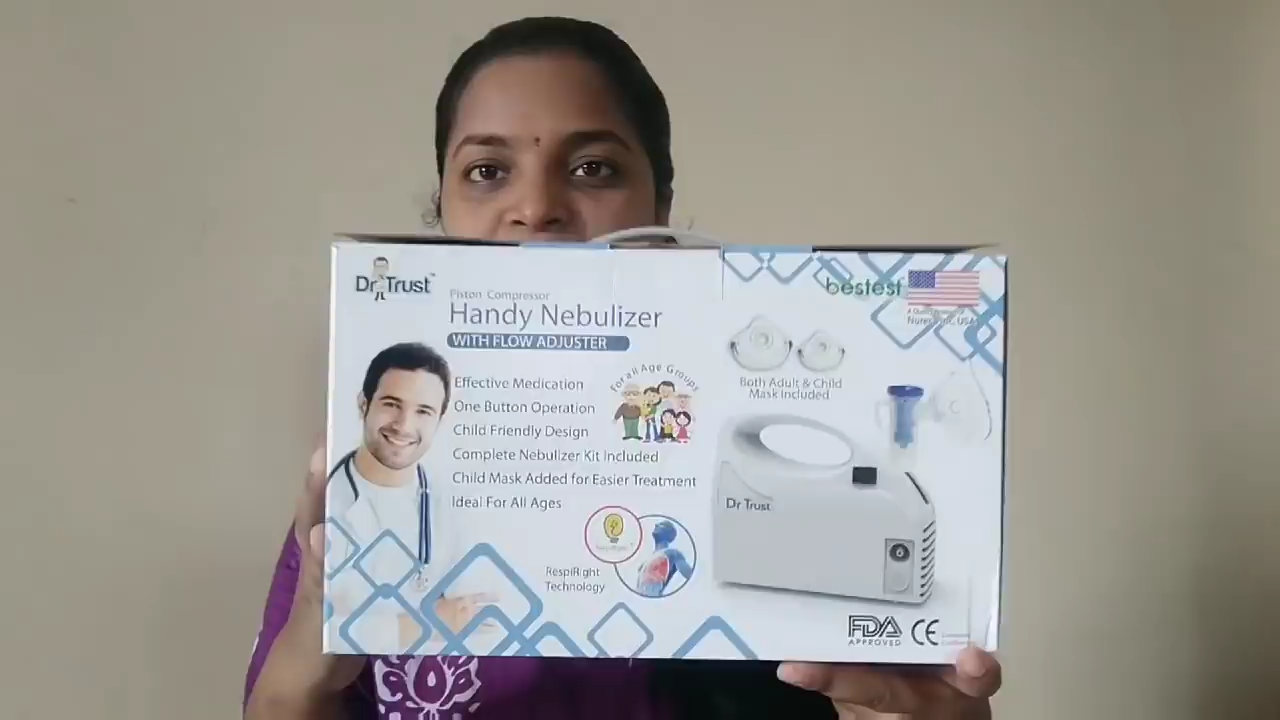 Dr Trust™
Piston Compressor
Handy Nebulizer
WITH FLOW ADJUSTER
Effective Medication
One Button Operation
Child Friendly Design
Complete Nebulizer Kit Included
Child Mask Added for Easier Treatment
Ideal For All Ages
For all Age Groups
RespiRight
Technology
bestest
USA
Both Adult & Child
Mask Included
Dr Trust
FDA
APPROVED
CE